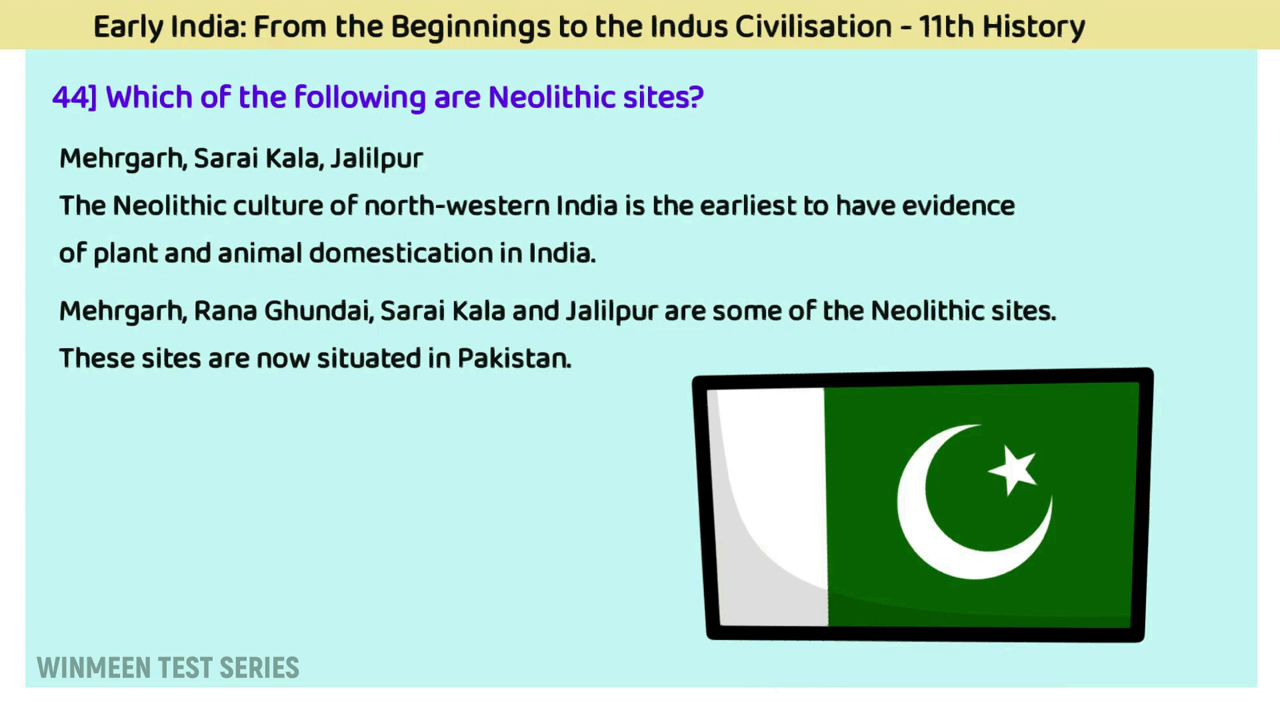 Early India: From the Beginnings to the Indus Civilisation - 11th History
44] Which of the following are Neolithic sites?
Mehrgarh, Sarai Kala, Jalilpur
The Neolithic culture of north-western India is the earliest to have evidence
of plant and animal domestication in India.
Mehrgarh, Rana Ghundai, Sarai Kala and Jalilpur are some of the Neolithic sites.
These sites are now situated in Pakistan.
WINMEEN TEST SERIES